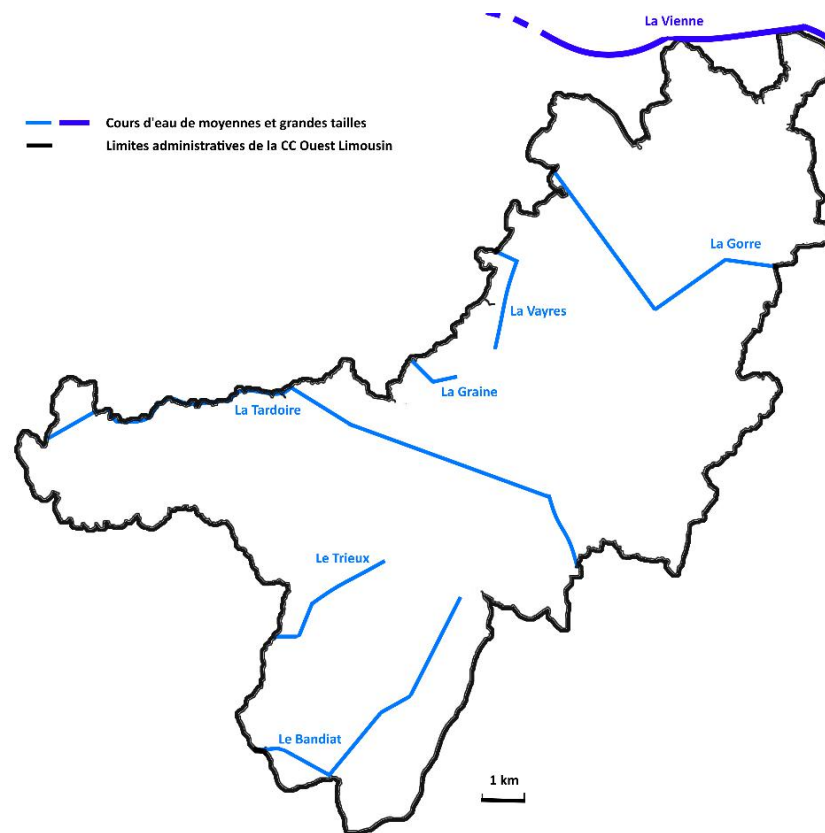 La Vienne
Cours d'eau de moyennes et grandes tailles
Limites administratives de la CC Ouest Limousin
La Gorre
La Vayres
La Graine
La Tardoire
Le Trieux
Le Bandiat
1 km